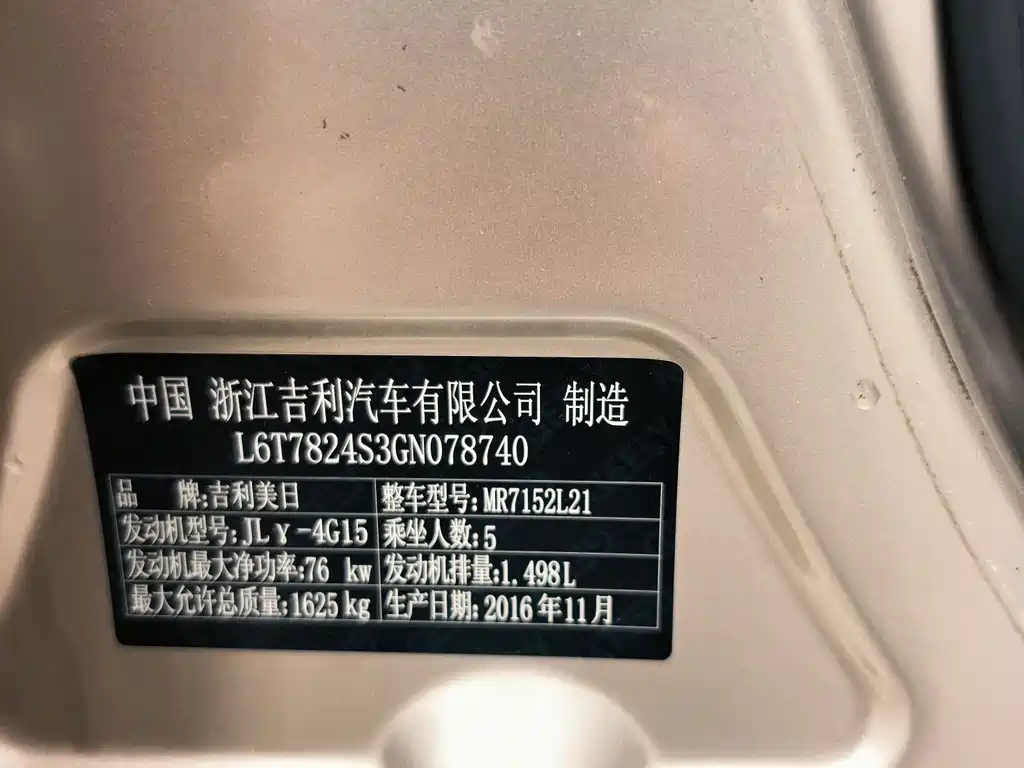 中国 浙江吉利汽车有限公司 制造
L6T7824S3GN078740
品 牌:吉利美日 整车型号:MR7152L21
发动机型号:JLγ-4G15 乘坐人数:5
发动机最大净功率:76 kw 发动机排量:1.498L
最大允许总质量:1625kg 生产日期:2016年11月